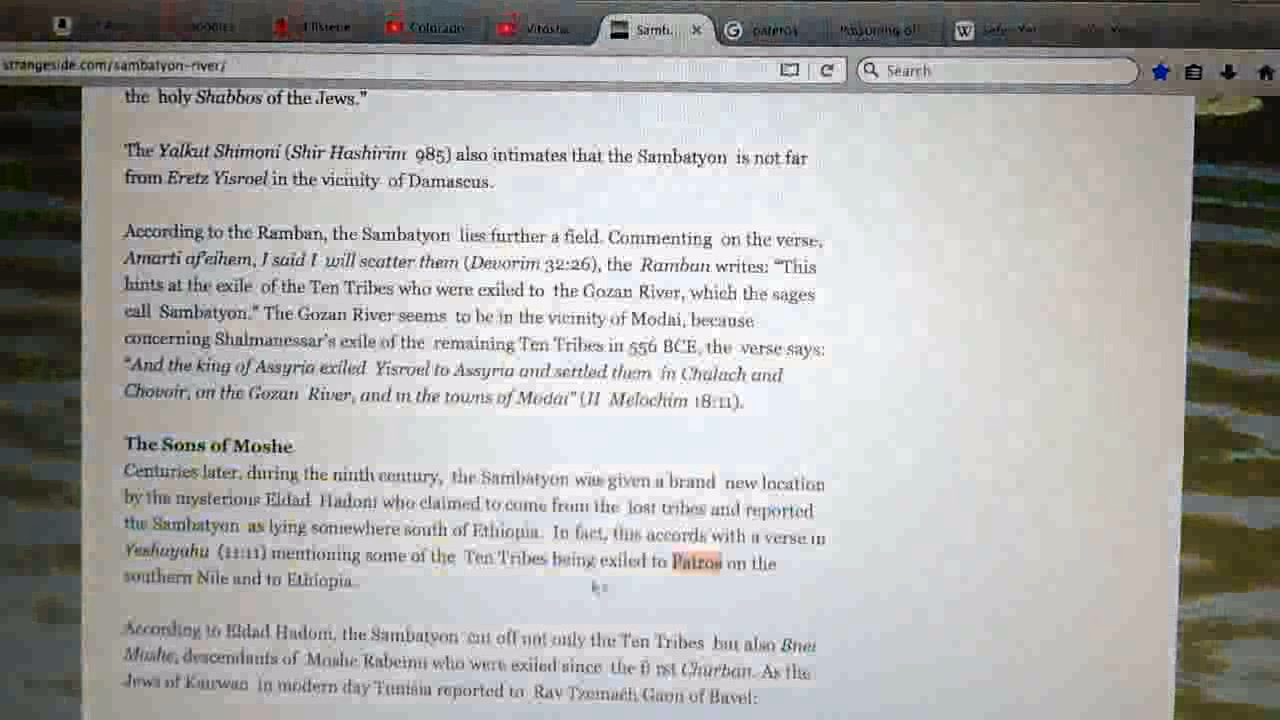 Ellistene
Colorado
Vitosha
Samb...
pateros
strangeside.com/sambatyon-river/
Search
the holy Shabbos of the Jews."
The Yalkut Shimoni (Shir Hashirim 985) also intimates that the Sambatyon is not far
from Eretz Yisroel in the vicinity of Damascus.
According to the Ramban, the Sambatyon lies further a field. Commenting on the verse,
Amarti af'eihem, I said I will scatter them (Devorim 32:26), the Ramban writes: "This
hints at the exile of the Ten Tribes who were exiled to the Gozan River, which the sages
call Sambatyon." The Gozan River seems to be in the vicinity of Modai, because
concerning Shalmanessar's exile of the remaining Ten Tribes in 556 BCE, the verse says:
"And the king of Assyria exiled Yisroel to Assyria and settled them in Chalach and
Chovoir, on the Gozan River, and in the towns of Modai" (II Melochim 18:11).
The Sons of Moshe
Centuries later, during the ninth century, the Sambatyon was given a brand new location
by the mysterious Eldad Hadoni who claimed to come from the lost tribes and reported
the Sambatyon as lying somewhere south of Ethiopia. In fact, this accords with a verse in
Yeshayahu (11:11) mentioning some of the Ten Tribes being exiled to Patros on the
southern Nile and to Ethiopia.
According to Eldad Hadoni, the Sambatyon cut off not only the Ten Tribes but also Bnei
Moshe, descendants of Moshe Rabeinu who were exiled since the fi rst Churban. As the
Jews of Kairwan in modern day Tunisia reported to Rav Tzemach Gaon of Bavel: